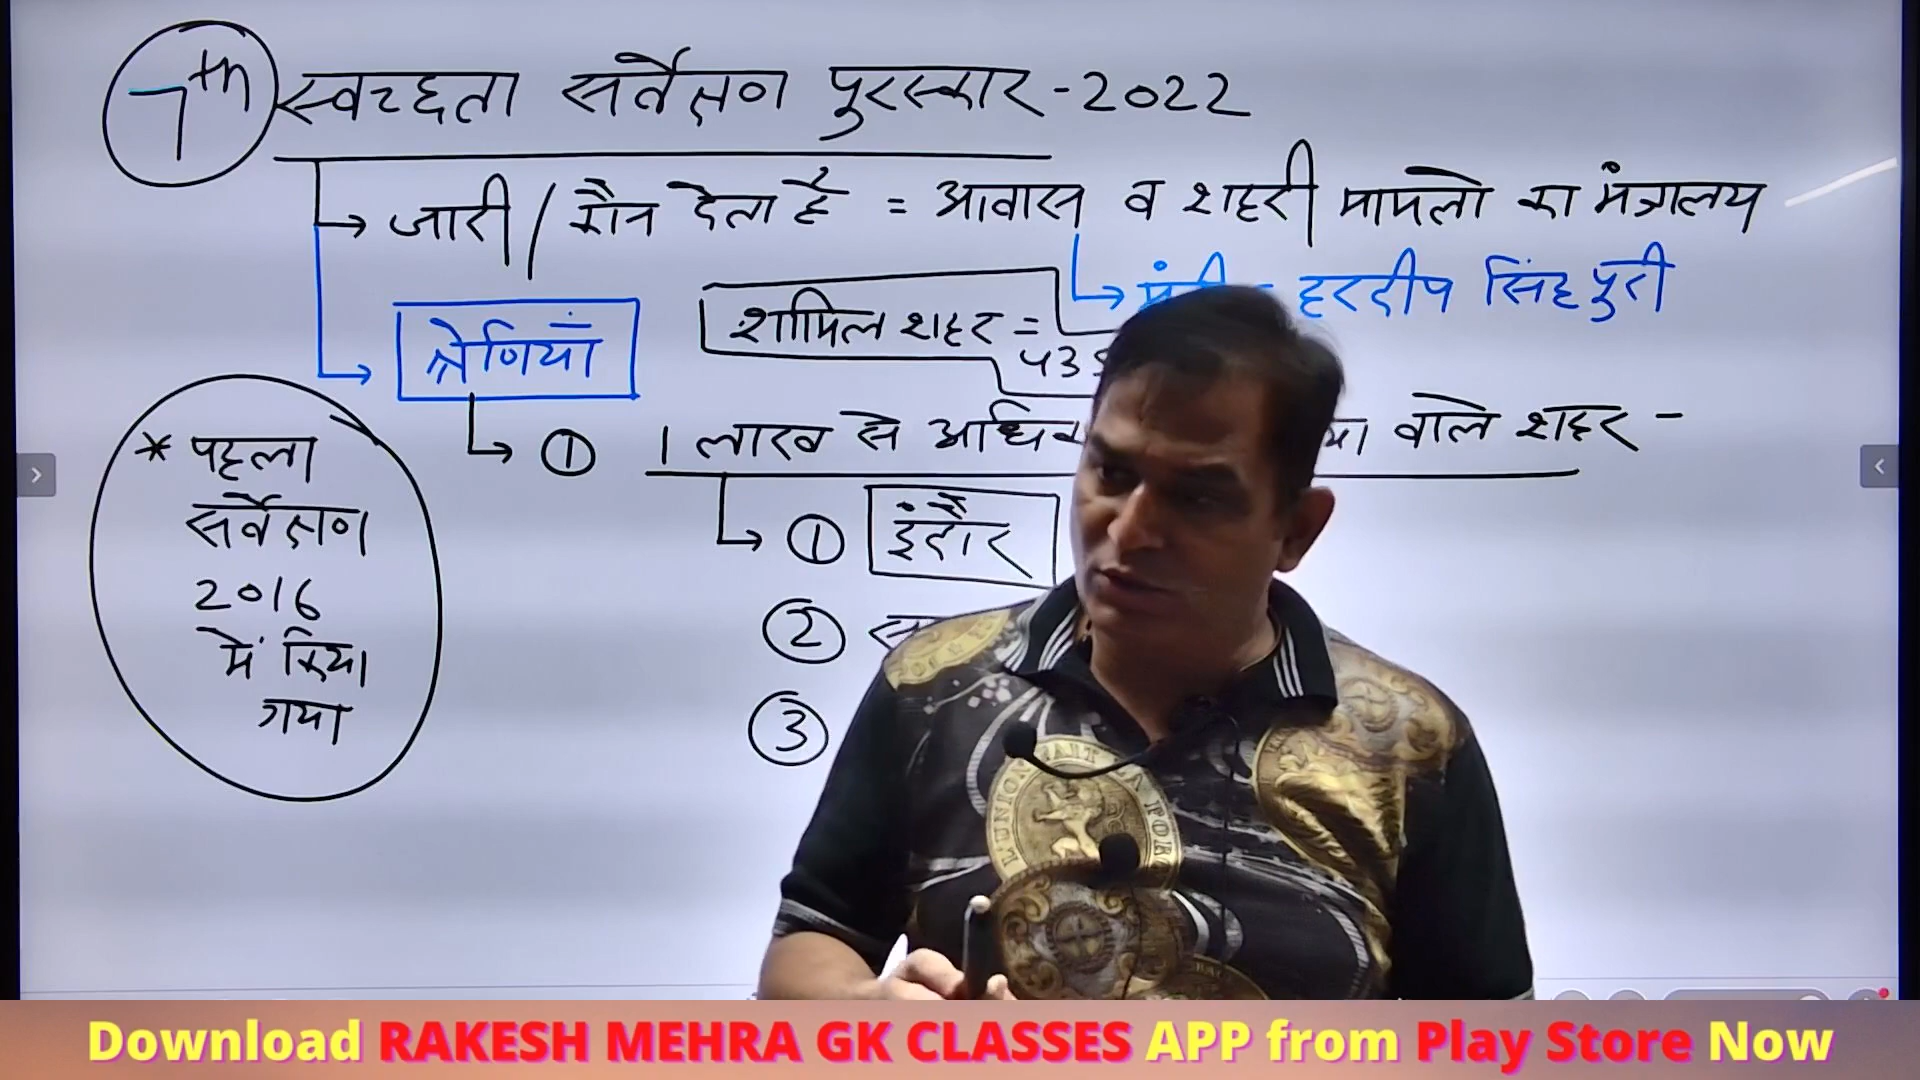 7th स्वच्छता सर्वेक्षण पुरस्कार-2022
→ जारी / कौन देता है = आवास व शहरी मामलो का मंत्रालय
→ हरदीप सिंह पुरी
→ श्रेणियाँ
शामिल शहर =
→ ① 1 लाख से वाले शहर -
→ ① इंदौर
②
③
* पहला
सर्वेक्षण
2016
में किया
गया
Download RAKESH MEHRA GK CLASSES APP from Play Store Now